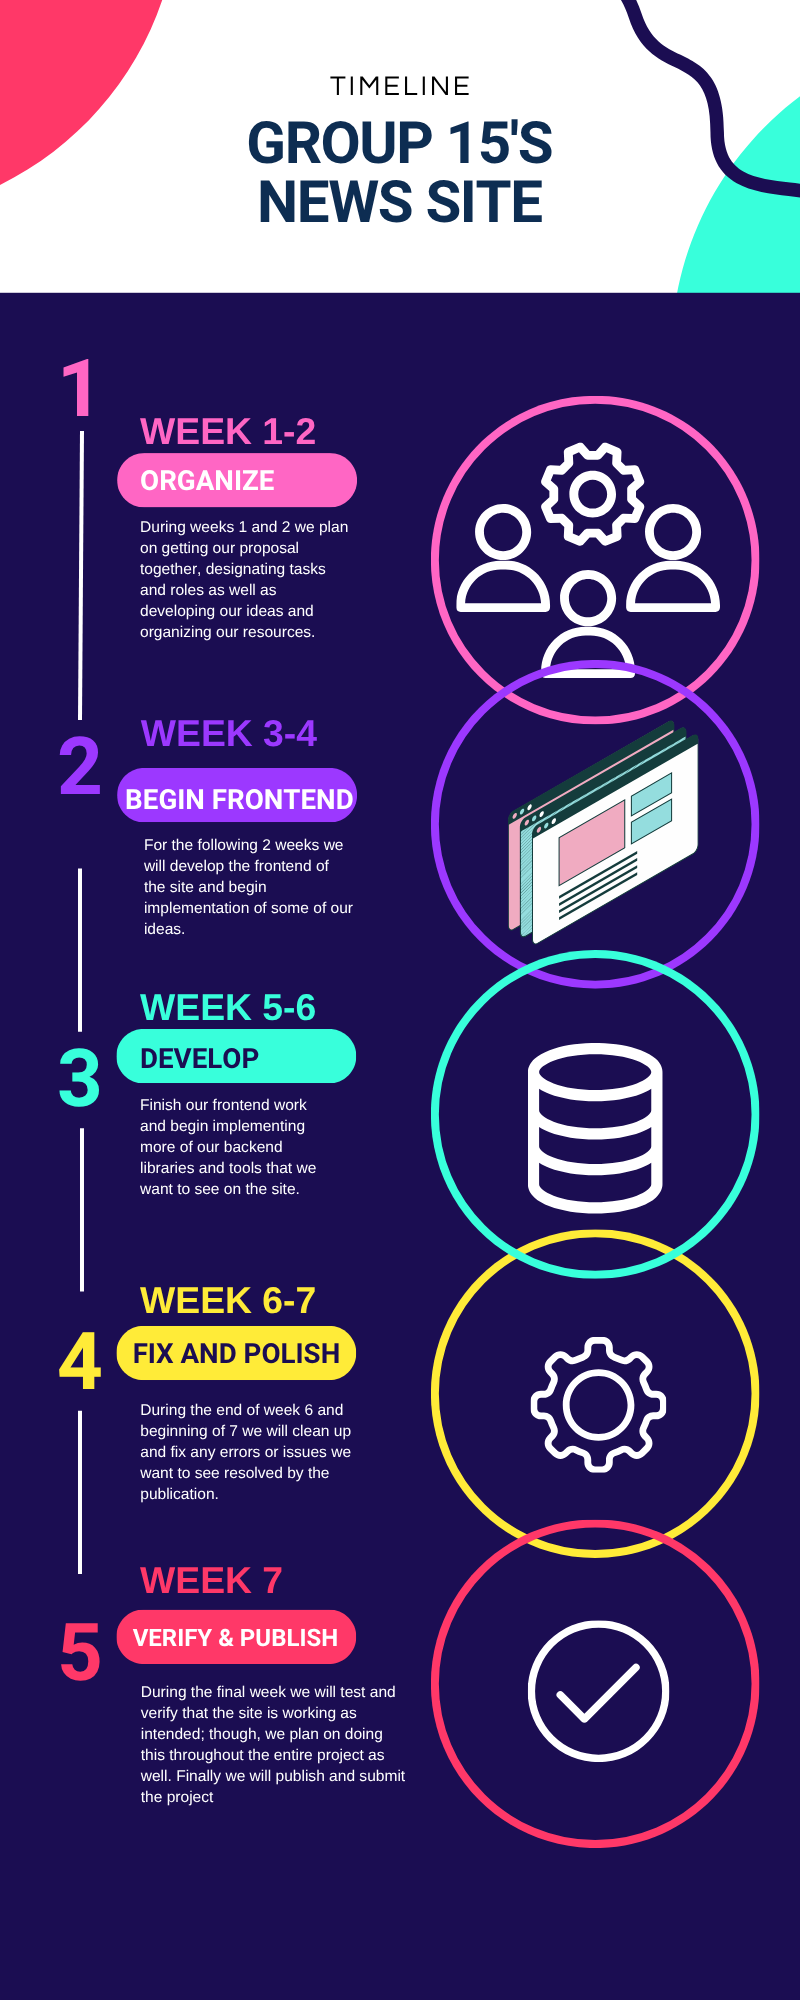 TIMELINE
GROUP 15'S
NEWS SITE
1
WEEK 1-2
ORGANIZE
During weeks 1 and 2 we plan
on getting our proposal
together, designating tasks
and roles as well as
developing our ideas and
organizing our resources.
2
WEEK 3-4
BEGIN FRONTEND
For the following 2 weeks we
will develop the frontend of
the site and begin
implementation of some of our
ideas.
3
WEEK 5-6
DEVELOP
Finish our frontend work
and begin implementing
more of our backend
libraries and tools that we
want to see on the site.
4
WEEK 6-7
FIX AND POLISH
During the end of week 6 and
beginning of 7 we will clean up
and fix any errors or issues we
want to see resolved by the
publication.
5
WEEK 7
VERIFY & PUBLISH
During the final week we will test and
verify that the site is working as
intended; though, we plan on doing
this throughout the entire project as
well. Finally we will publish and submit
the project